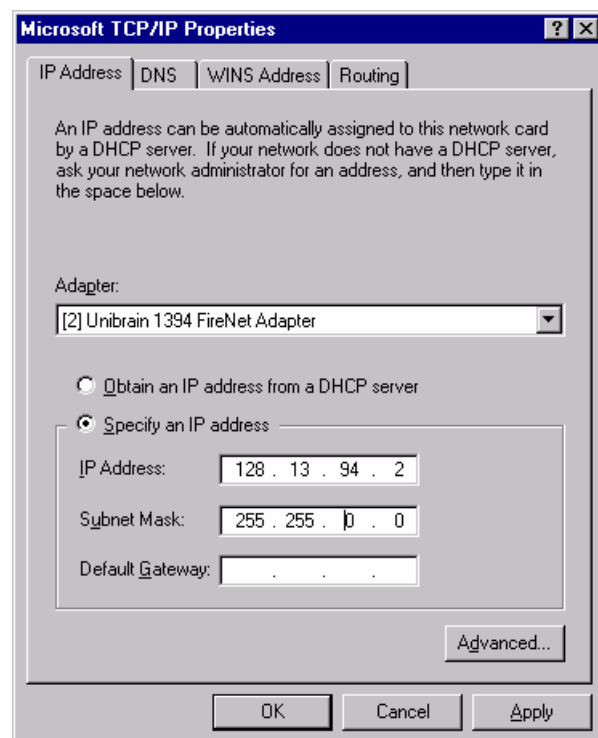 Microsoft TCP/IP Properties
IP Address DNS WINS Address Routing
An IP address can be automatically assigned to this network card
by a DHCP server. If your network does not have a DHCP server,
ask your network administrator for an address, and then type it in
the space below.
Adapter:
[2] Unibrain 1394 FireNet Adapter
Obtain an IP address from a DHCP server
Specify an IP address
IP Address: 128 . 13 . 94 . 2
Subnet Mask: 255 . 255 . 0 . 0
Default Gateway: . . .
Advanced...
OK Cancel Apply